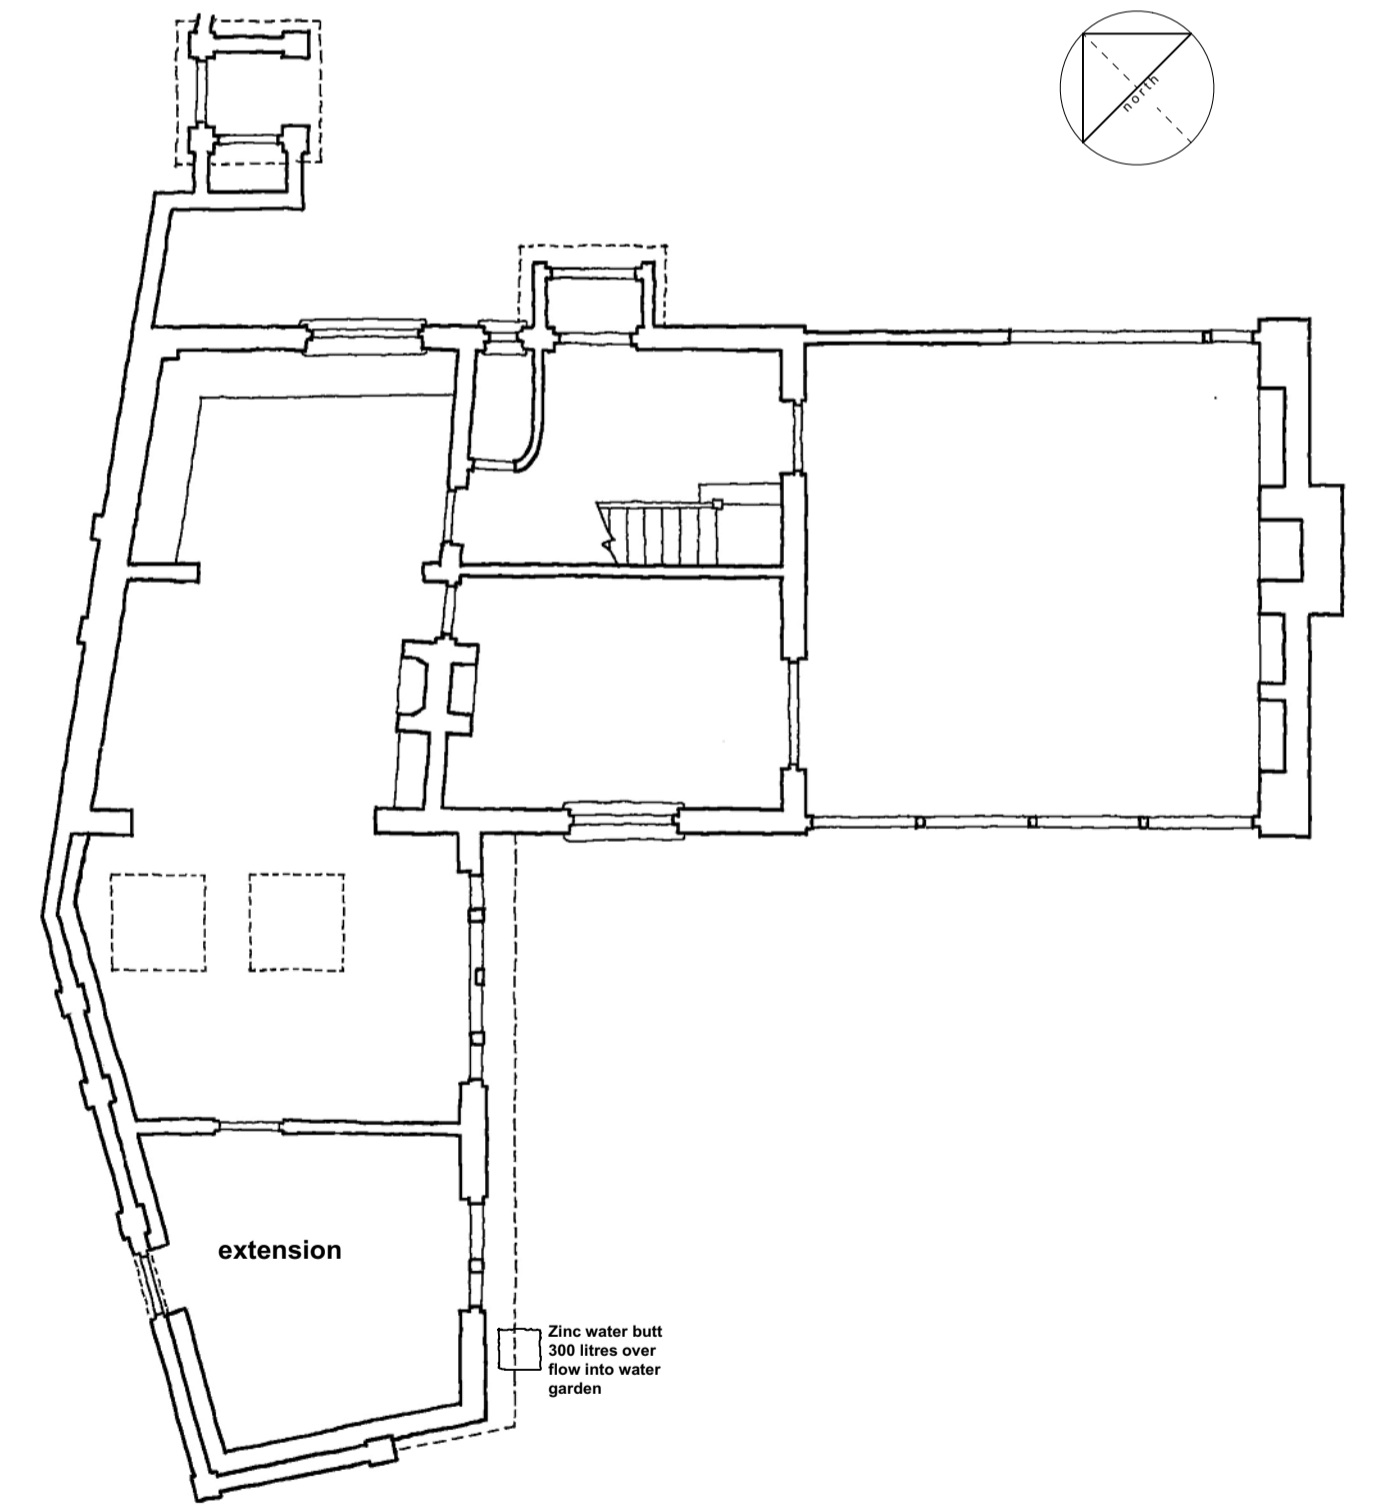 north
extension
Zinc water butt
300 litres over
flow into water
garden